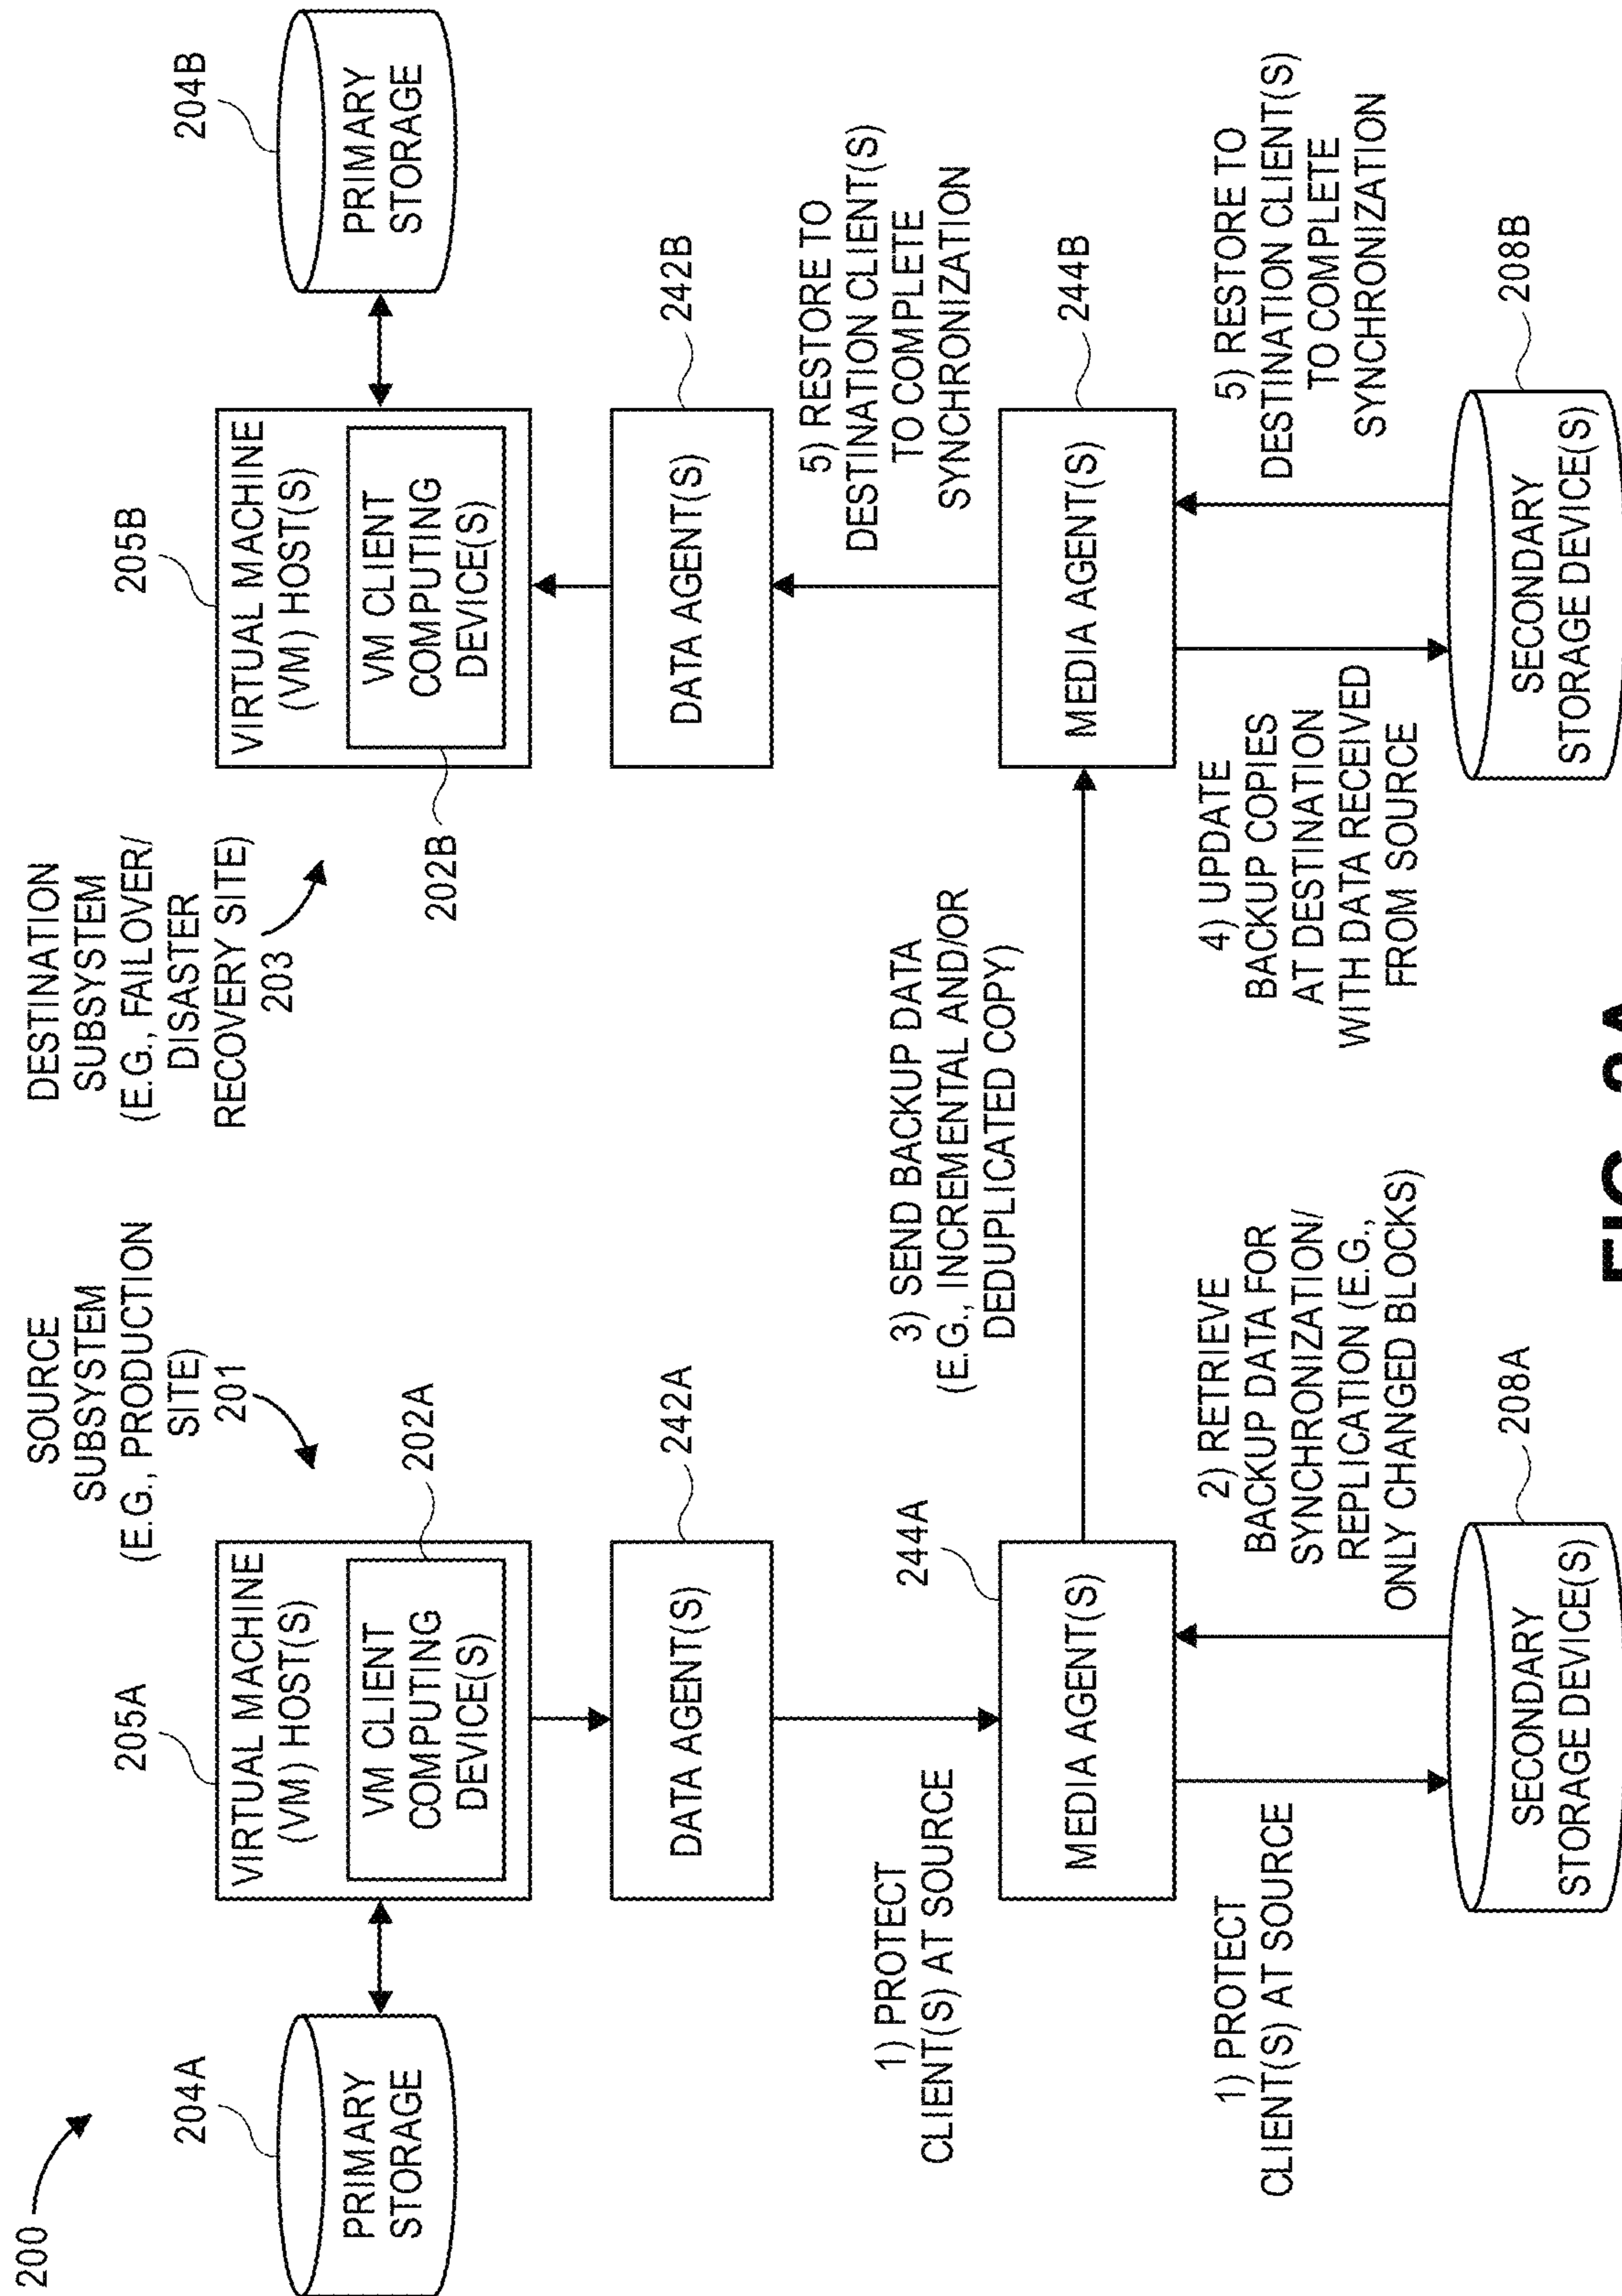 200
SOURCE
SUBSYSTEM
(E.G., PRODUCTION
SITE)
201
DESTINATION
SUBSYSTEM
(E.G., FAILOVER/
DISASTER
RECOVERY SITE)
203
204A
PRIMARY
STORAGE
205A
VIRTUAL MACHINE
(VM) HOST(S)
VM CLIENT
COMPUTING
DEVICE(S)
202A
205B
VIRTUAL MACHINE
(VM) HOST(S)
VM CLIENT
COMPUTING
DEVICE(S)
202B
204B
PRIMARY
STORAGE
DATA AGENT(S)
242A
DATA AGENT(S)
242B
1) PROTECT
CLIENT(S) AT SOURCE
5) RESTORE TO
DESTINATION CLIENT(S)
TO COMPLETE
SYNCHRONIZATION
244A
MEDIA AGENT(S)
3) SEND BACKUP DATA
(E.G., INCREMENTAL AND/OR
DEDUPLICATED COPY)
MEDIA AGENT(S)
244B
1) PROTECT
CLIENT(S) AT SOURCE
2) RETRIEVE
BACKUP DATA FOR
SYNCHRONIZATION/
REPLICATION (E.G.,
ONLY CHANGED BLOCKS)
4) UPDATE
BACKUP COPIES
AT DESTINATION
WITH DATA RECEIVED
FROM SOURCE
5) RESTORE TO
DESTINATION CLIENT(S)
TO COMPLETE
SYNCHRONIZATION
SECONDARY
STORAGE DEVICE(S)
208A
SECONDARY
STORAGE DEVICE(S)
208B
FIG. 2A